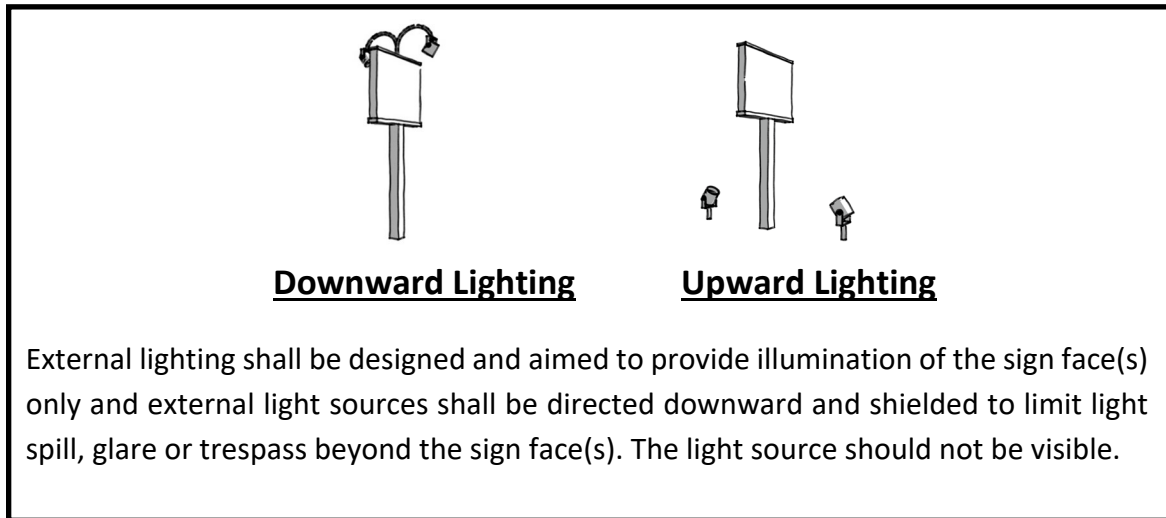 Downward Lighting Upward Lighting
External lighting shall be designed and aimed to provide illumination of the sign face(s)
only and external light sources shall be directed downward and shielded to limit light
spill, glare or trespass beyond the sign face(s). The light source should not be visible.